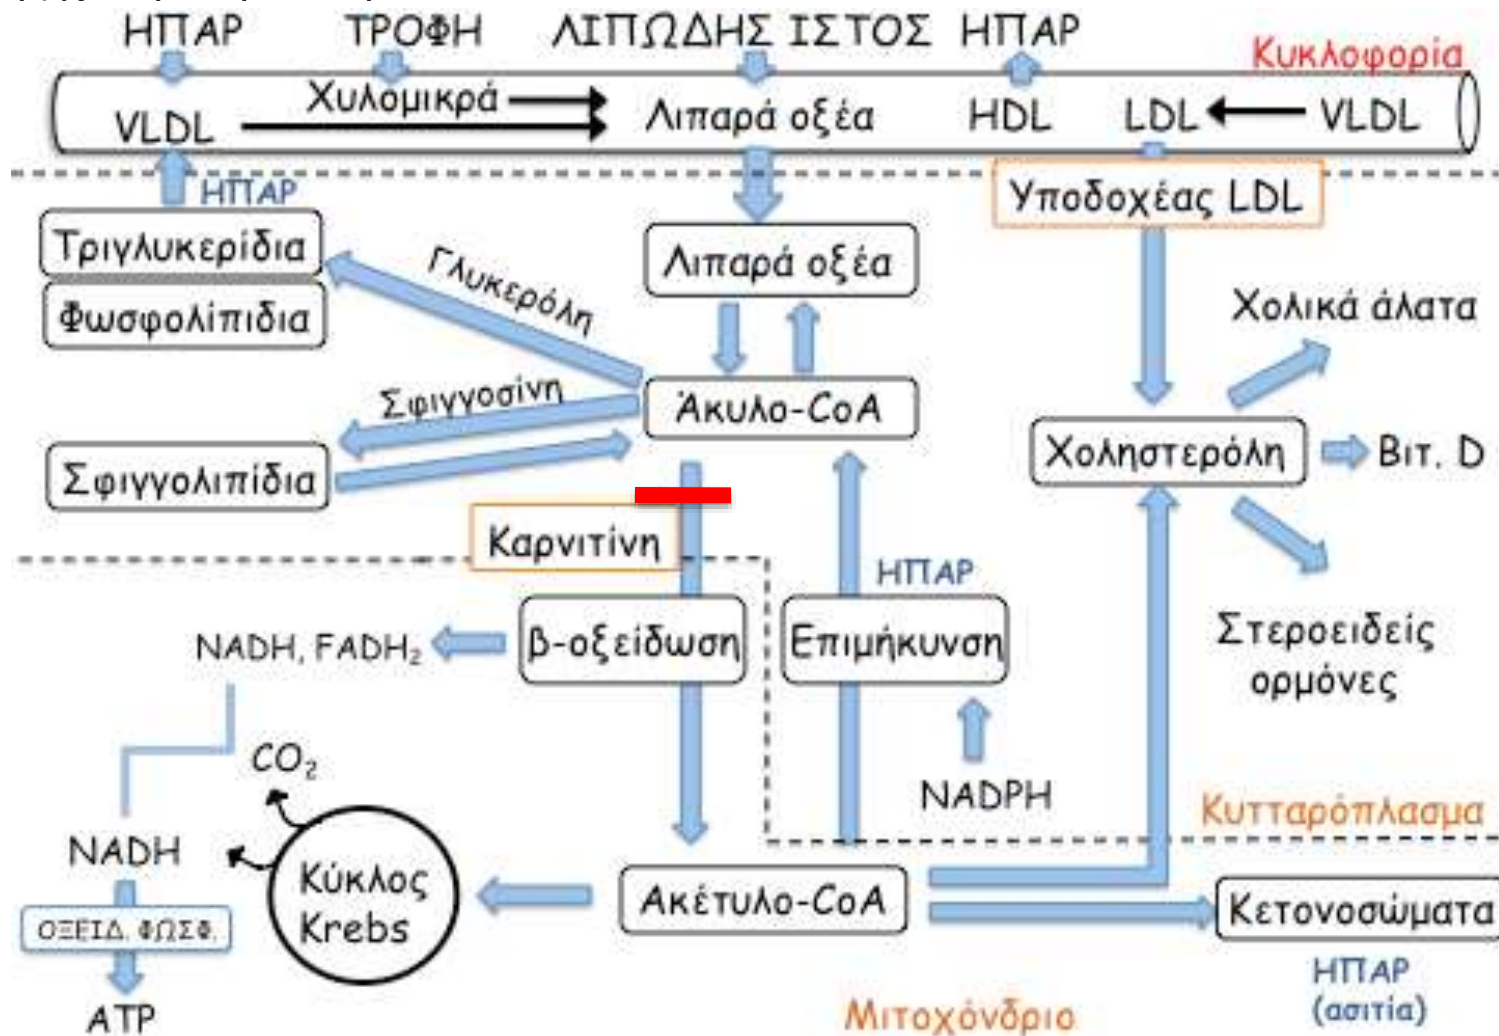 ΗΠΑΡ ΤΡΟΦΗ ΛΙΠΩΔΗΣ ΙΣΤΟΣ ΗΠΑΡ
Κυκλοφορία
Χυλομικρά
VLDL Λιπαρά οξέα HDL LDL VLDL
ΗΠΑΡ
Υποδοχέας LDL
Τριγλυκερίδια
Γλυκερόλη
Λιπαρά οξέα
Φωσφολίπιδια
Χολικά άλατα
Σφιγγοσίνη
Άκυλο-CoA
Σφιγγολιπίδια
Χοληστερόλη
Βιτ. D
Καρνιτίνη
ΗΠΑΡ
NADH, FADH₂
β-οξείδωση
Επιμήκυνση
Στεροειδείς
ορμόνες
CO₂
NADPH
Κυτταρόπλασμα
NADH
Κύκλος
Krebs
Ακέτυλο-CoA
Κετονοσώματα
ΟΞΕΙΔ. ΦΩΣΦ.
ΗΠΑΡ
(ασιτία)
ATP
Μιτοχόνδριο